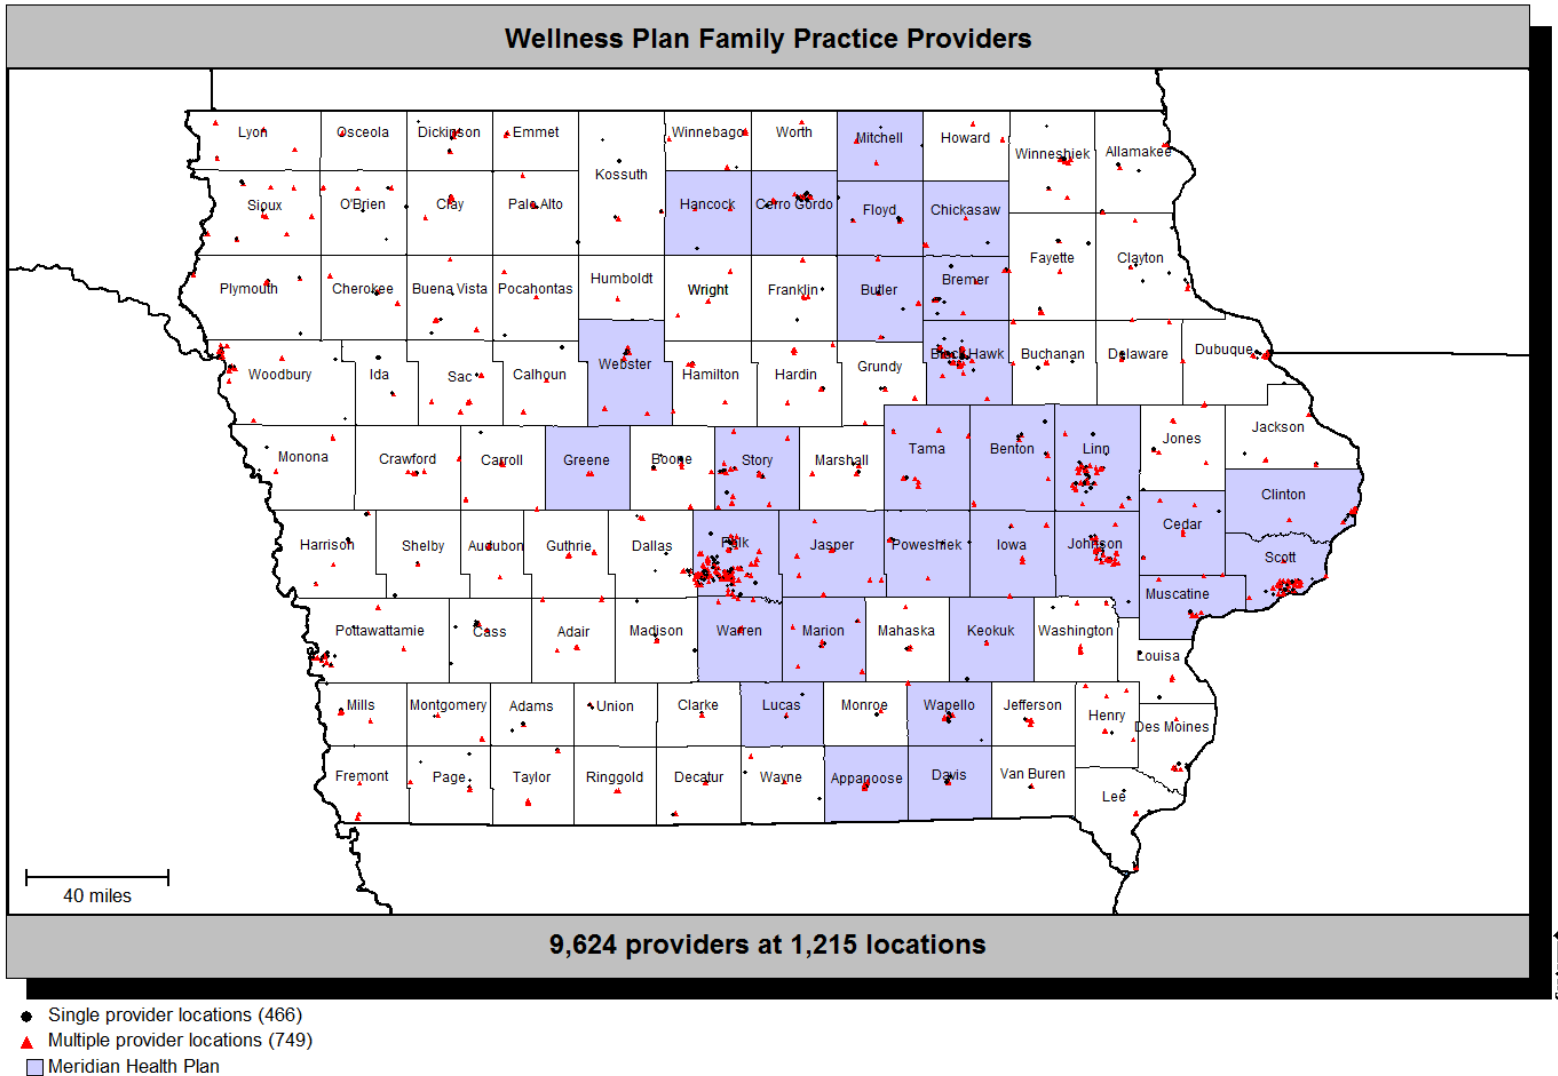 Wellness Plan Family Practice Providers
Lyon Osceola Dickinson Emmet Winnebago Worth Mitchell Howard Winneshiek Allamakee
Kossuth
Sioux O'Brien Clay Palo Alto Hancock Cerro Gordo Floyd Chickasaw
Plymouth Cherokee Buena Vista Pocahontas Humboldt Wright Franklin Butler Bremer Fayette Clayton
Woodbury Ida Sac Calhoun Webster Hamilton Hardin Grundy Black Hawk Buchanan Delaware Dubuque
Monona Crawford Carroll Greene Boone Story Marshall Tama Benton Linn Jones Jackson
Clinton
Harrison Shelby Audubon Guthrie Dallas Polk Jasper Poweshiek Iowa Johnson Cedar Scott
Muscatine
Pottawattamie Cass Adair Madison Warren Marion Mahaska Keokuk Washington
Louisa
Mills Montgomery Adams Union Clarke Lucas Monroe Wapello Jefferson Henry Des Moines
Fremont Page Taylor Ringgold Decatur Wayne Appanoose Davis Van Buren Lee
40 miles
9,624 providers at 1,215 locations
Single provider locations (466)
Multiple provider locations (749)
Meridian Health Plan